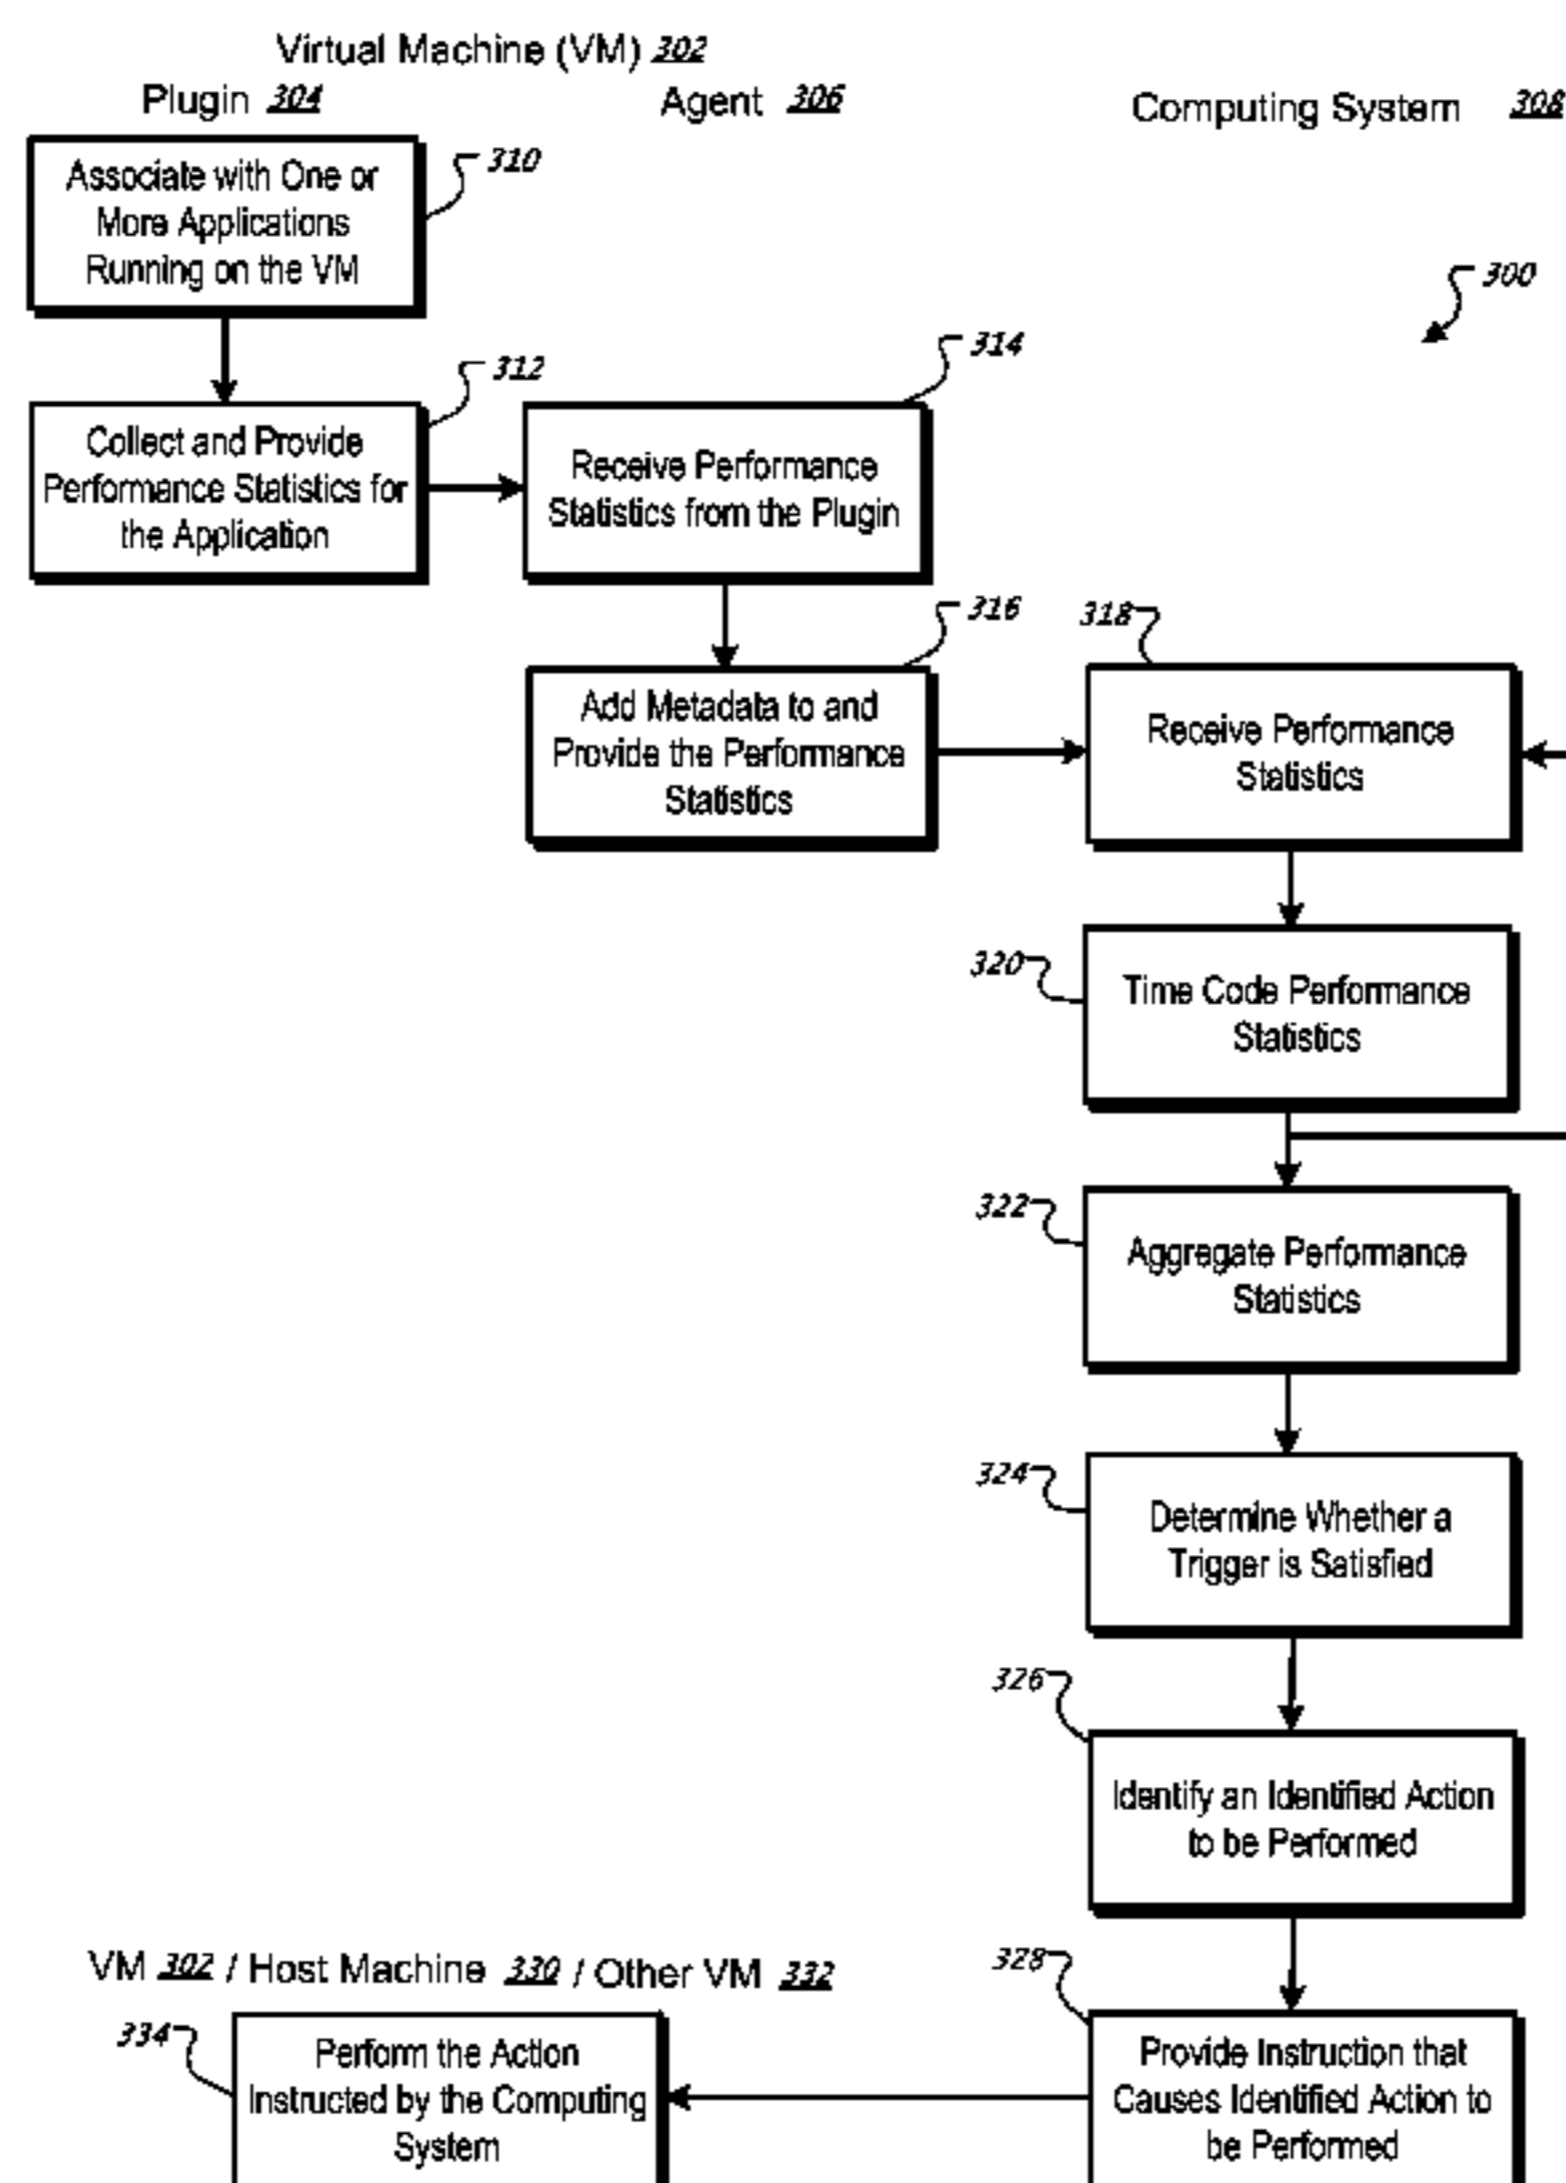 Virtual Machine (VM) 302
Plugin 304
Agent 306
Computing System 308
Associate with One or
More Applications
Running on the VM
310
300
312
314
Collect and Provide
Performance Statistics for
the Application
Receive Performance
Statistics from the Plugin
316
318
Add Metadata to and
Provide the Performance
Statistics
Receive Performance
Statistics
320
Time Code Performance
Statistics
322
Aggregate Performance
Statistics
324
Determine Whether a
Trigger is Satisfied
326
Identify an Identified Action
to be Performed
VM 302 / Host Machine 330 / Other VM 332
328
334
Perform the Action
Instructed by the Computing
System
Provide Instruction that
Causes Identified Action to
be Performed